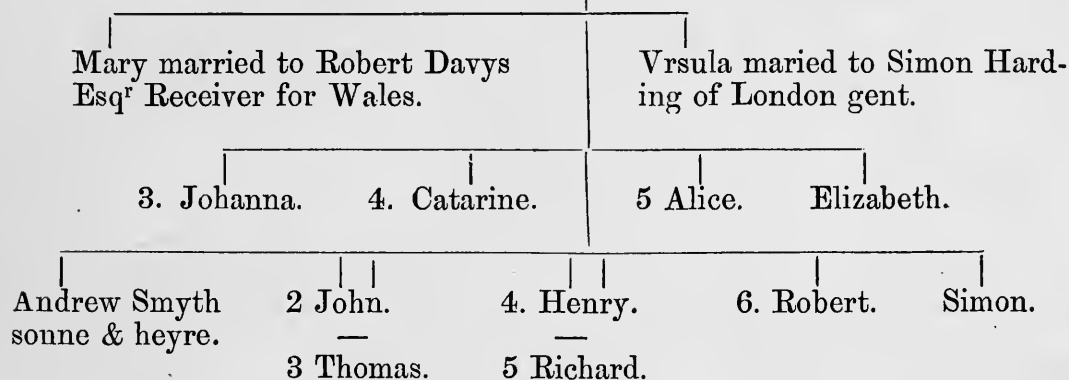 Mary married to Robert Davys
Esqʳ Receiver for Wales.
Vrsula maried to Simon Hard-
ing of London gent.
3. Johanna. 4. Catarine. 5 Alice. Elizabeth.
Andrew Smyth
sonne & heyre.
2 John. 4. Henry. 6. Robert. Simon.
3 Thomas. 5 Richard.